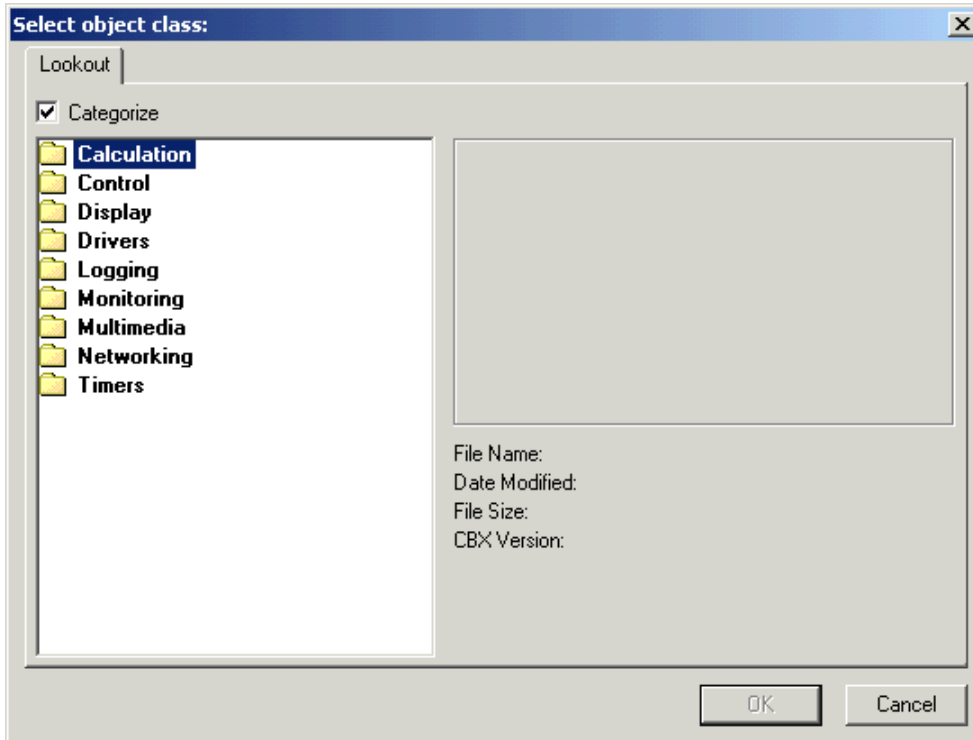 Select object class:
Lookout
Categorize
Calculation
Control
Display
Drivers
Logging
Monitoring
Multimedia
Networking
Timers
File Name:
Date Modified:
File Size:
CBX Version:
OK
Cancel